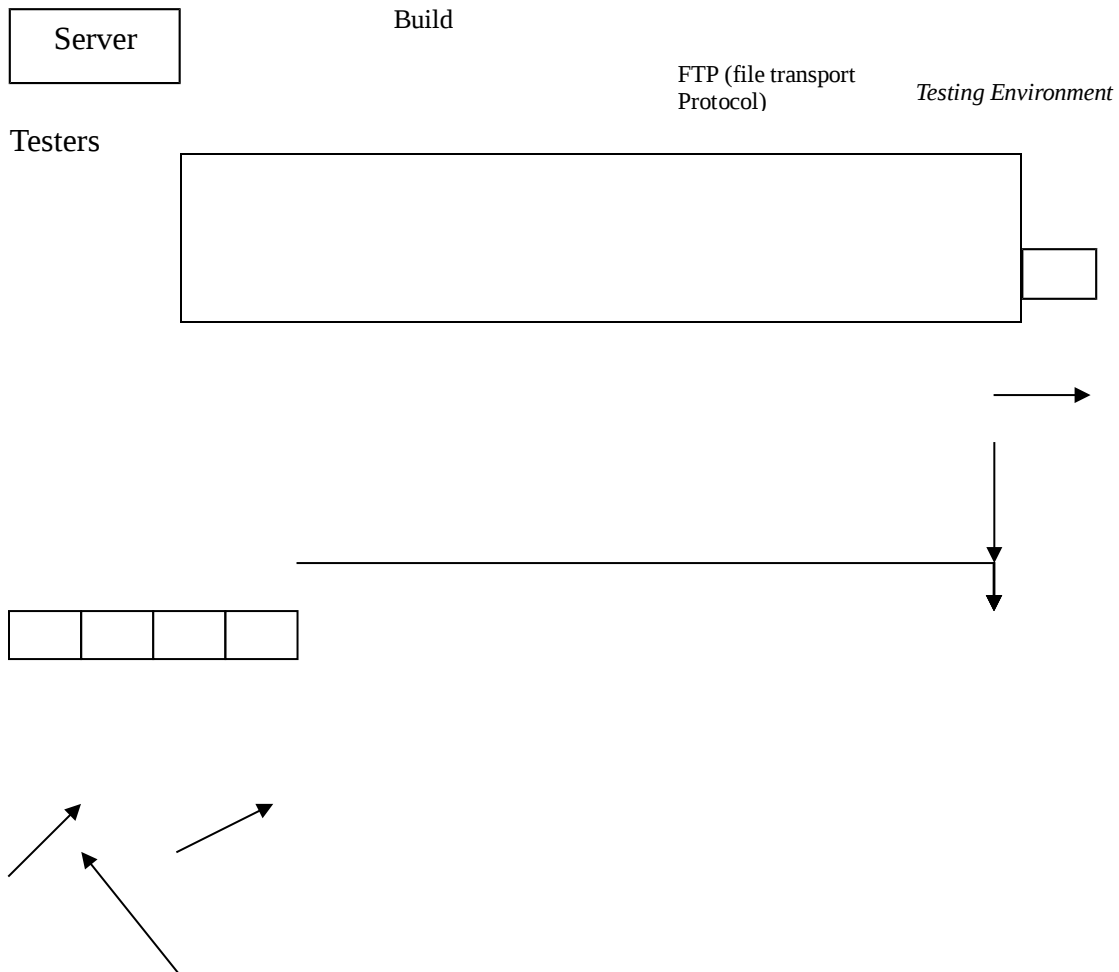 Server
Build
FTP (file transport
Protocol)
Testing Environment
Testers